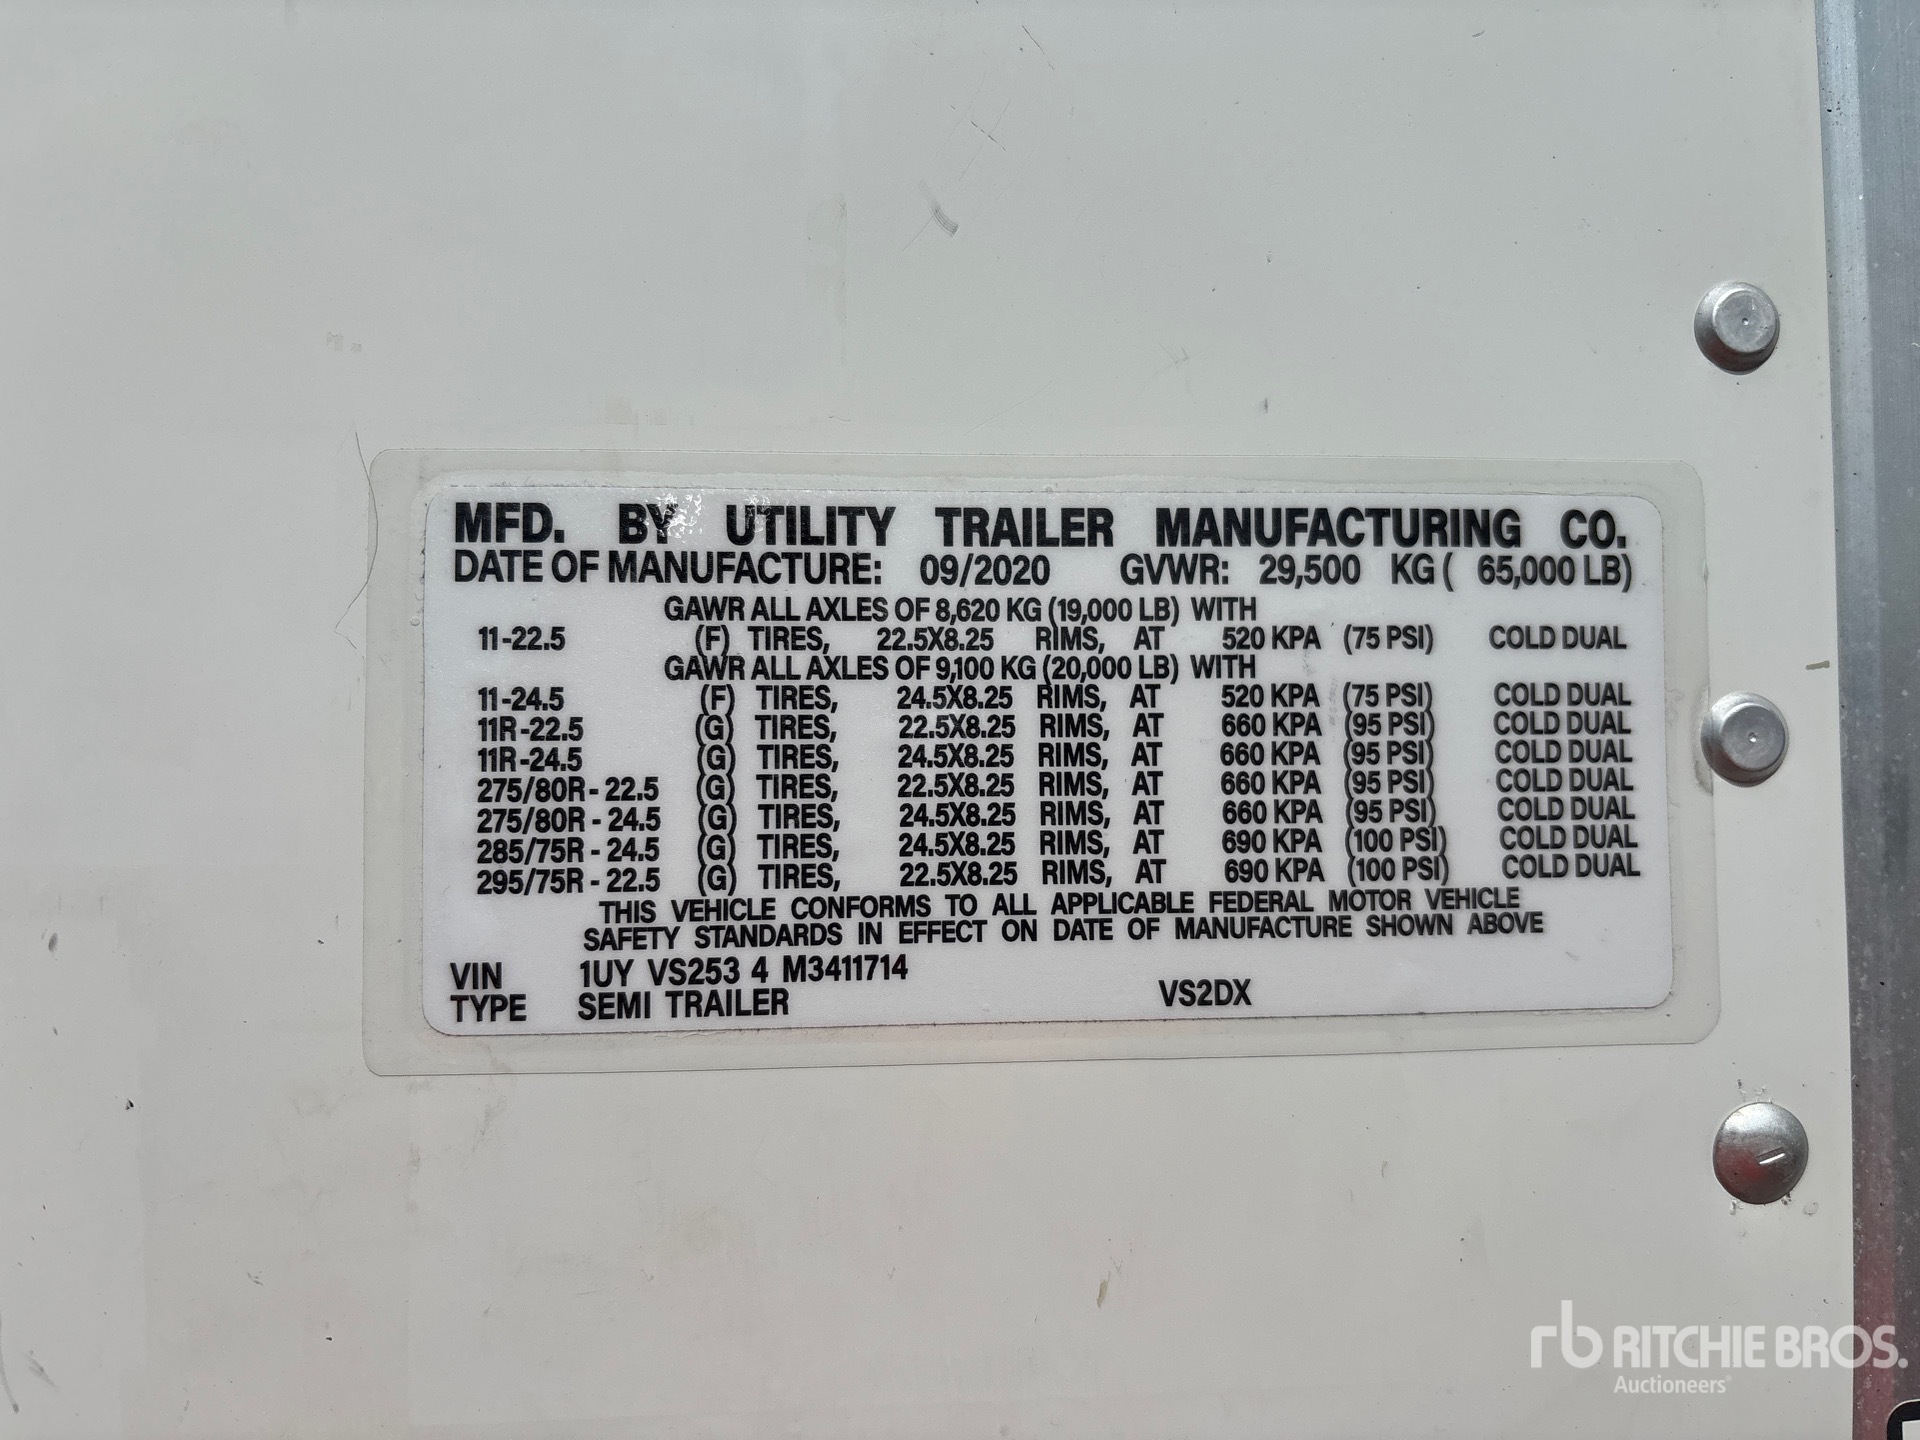 MFD. BY UTILITY TRAILER MANUFACTURING CO.
DATE OF MANUFACTURE: 09/2020 GVWR: 29,500 KG ( 65,000 LB)
GAWR ALL AXLES OF 8,620 KG (19,000 LB) WITH
11-22.5 (F) TIRES, 22.5X8.25 RIMS, AT 520 KPA (75 PSI) COLD DUAL
GAWR ALL AXLES OF 9,100 KG (20,000 LB) WITH
11-24.5 (F) TIRES, 24.5X8.25 RIMS, AT 520 KPA (75 PSI) COLD DUAL
11R-22.5 (G) TIRES, 22.5X8.25 RIMS, AT 660 KPA (95 PSI) COLD DUAL
11R-24.5 (G) TIRES, 24.5X8.25 RIMS, AT 660 KPA (95 PSI) COLD DUAL
275/80R-22.5 (G) TIRES, 22.5X8.25 RIMS, AT 660 KPA (95 PSI) COLD DUAL
275/80R-24.5 (G) TIRES, 24.5X8.25 RIMS, AT 660 KPA (95 PSI) COLD DUAL
285/75R-24.5 (G) TIRES, 24.5X8.25 RIMS, AT 690 KPA (100 PSI) COLD DUAL
295/75R-22.5 (G) TIRES, 22.5X8.25 RIMS, AT 690 KPA (100 PSI) COLD DUAL
THIS VEHICLE CONFORMS TO ALL APPLICABLE FEDERAL MOTOR VEHICLE
SAFETY STANDARDS IN EFFECT ON DATE OF MANUFACTURE SHOWN ABOVE
VIN 1UY VS253 4 M3411714
TYPE SEMI TRAILER VS2DX
rb RITCHIE BROS.
Auctioneers